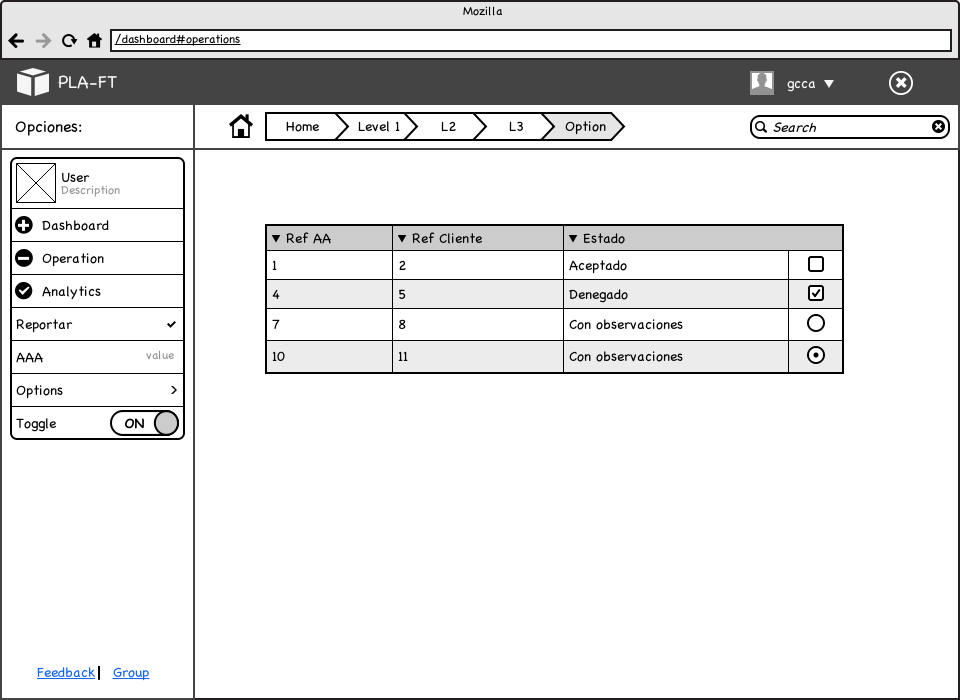 Mozilla
/dashboard#operations
PLA-FT
gcca
Opciones:
Home Level 1 L2 L3 Option
Search
User
Description
Dashboard
Operation
Analytics
Reportar
AAA value
Options
Toggle ON
Ref AA Ref Cliente Estado
1 2 Aceptado
4 5 Denegado
7 8 Con observaciones
10 11 Con observaciones
Feedback Group